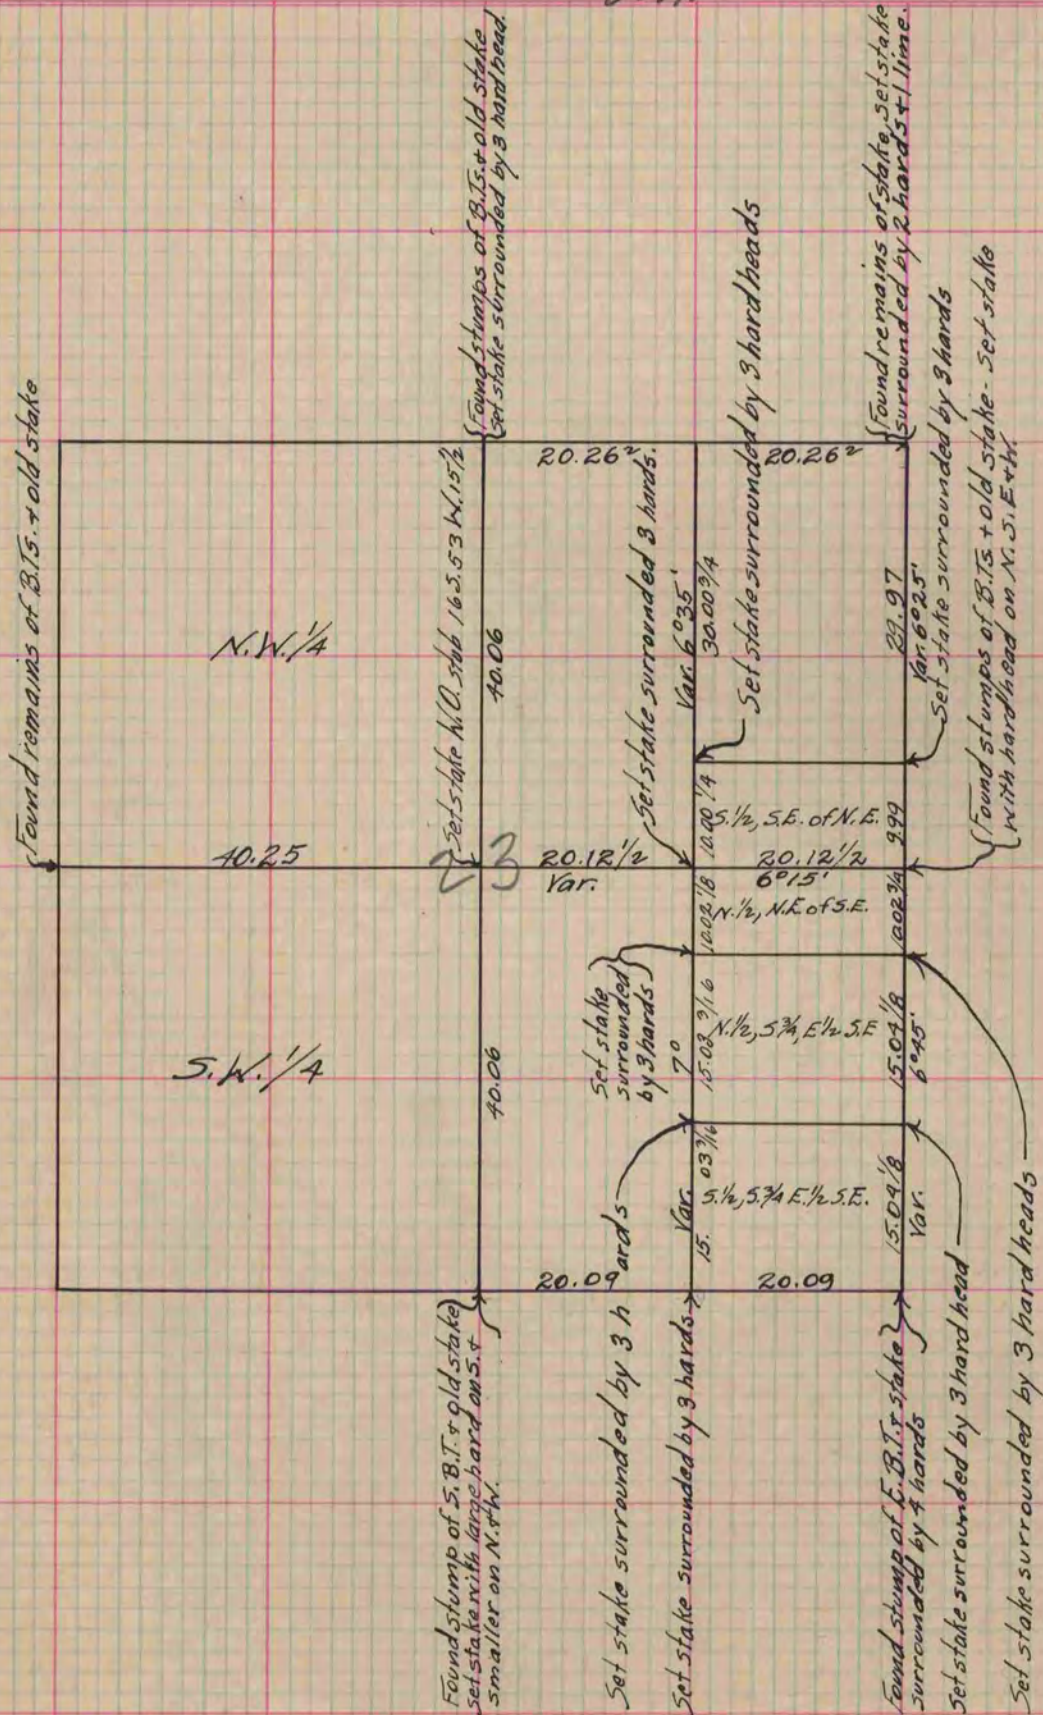 Found remains of B.Ts. + old stake
N.W. 1/4
S.W. 1/4
40.25
23
Found stumps of B.Ts. + old stake
Set stake surrounded by 3 hard head.
Set stake W.O. stub 165.53 W. 15 1/2
40.06
40.06
Found stump of S.B.T. + old stake
Set stake with large hard on S. +
smaller on N. + W.
20.26²
20.12 1/2
Var.
20.09
Set stake surrounded 3 hards.
Set stake
surrounded
by 3 hards
Set stake surrounded by 3 hards
Set stake surrounded by 3 hards
Var. 6°35'
30.00 3/4
Set stake surrounded by 3 hard heads
10.00 1/4
10.02 1/8
7°
15.03 3/16
Var.
15.03 3/16
20.26²
S. 1/2, S.E. of N.E.
20.12 1/2
6°15'
N. 1/2, N.E of S.E.
N. 1/2, S 3/4, E 1/2 S.E
S. 1/2, S. 3/4 E. 1/2 S.E.
20.09
Found remains of stake, set stake
surrounded by 2 hards + 1 lime.
29.97
Var. 6°25'
Set stake surrounded by 3 hards
9.99
10.02 3/4
15.04 1/8
6°45'
15.04 1/8
Var.
Found stumps of B.Ts + old stake - Set stake
with hard head on N. S. E + W.
Found stump of E. B.T. + stake
surrounded by 4 hards
Set stake surrounded by 3 hard head
Set stake surrounded by 3 hard heads